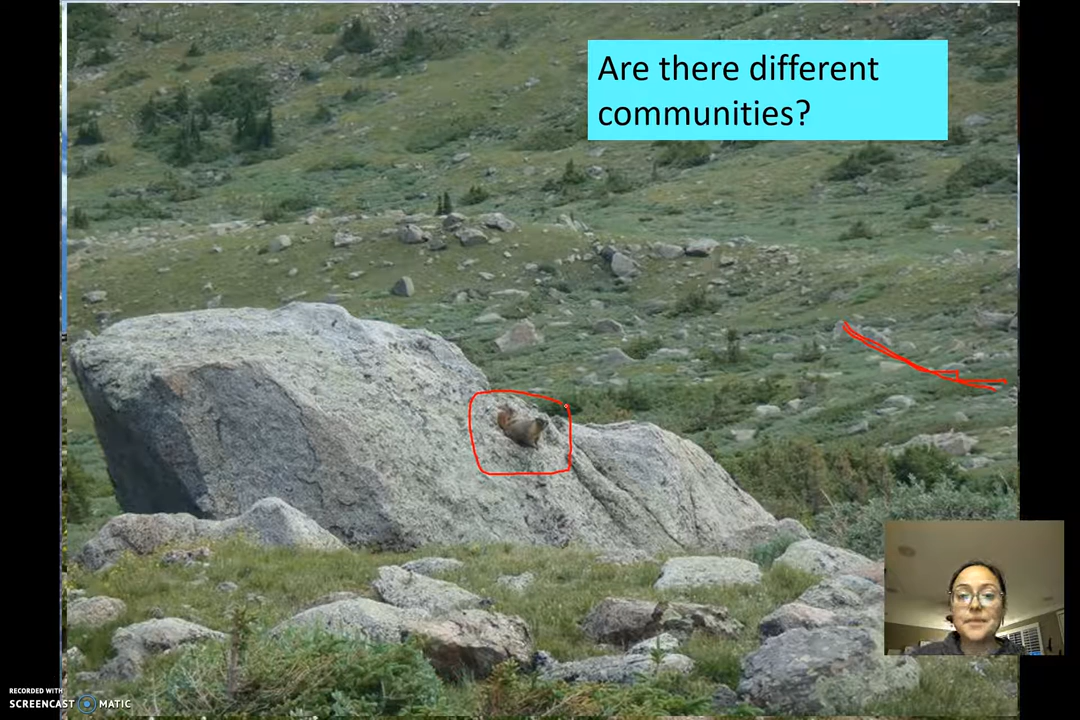 Are there different
communities?
RECORDED WITH
SCREENCAST MATIC